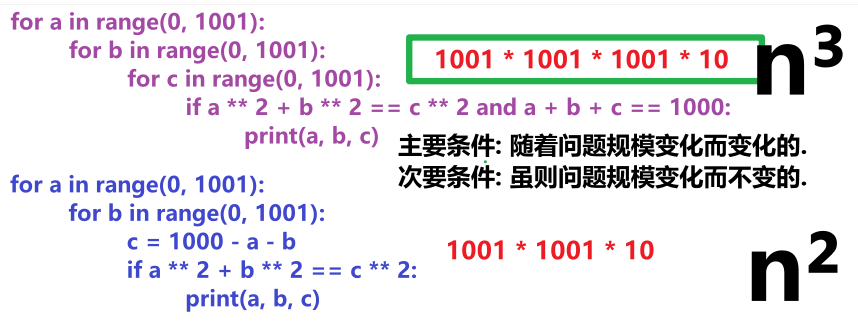 for a in range(0, 1001):
for b in range(0, 1001):
for c in range(0, 1001):
if a ** 2 + b ** 2 == c ** 2 and a + b + c == 1000:
print(a, b, c)
1001 * 1001 * 1001 * 10
n³
主要条件: 随着问题规模变化而变化的.
次要条件: 虽则问题规模变化而不变的.
for a in range(0, 1001):
for b in range(0, 1001):
c = 1000 - a - b
if a ** 2 + b ** 2 == c ** 2:
print(a, b, c)
1001 * 1001 * 10
n²